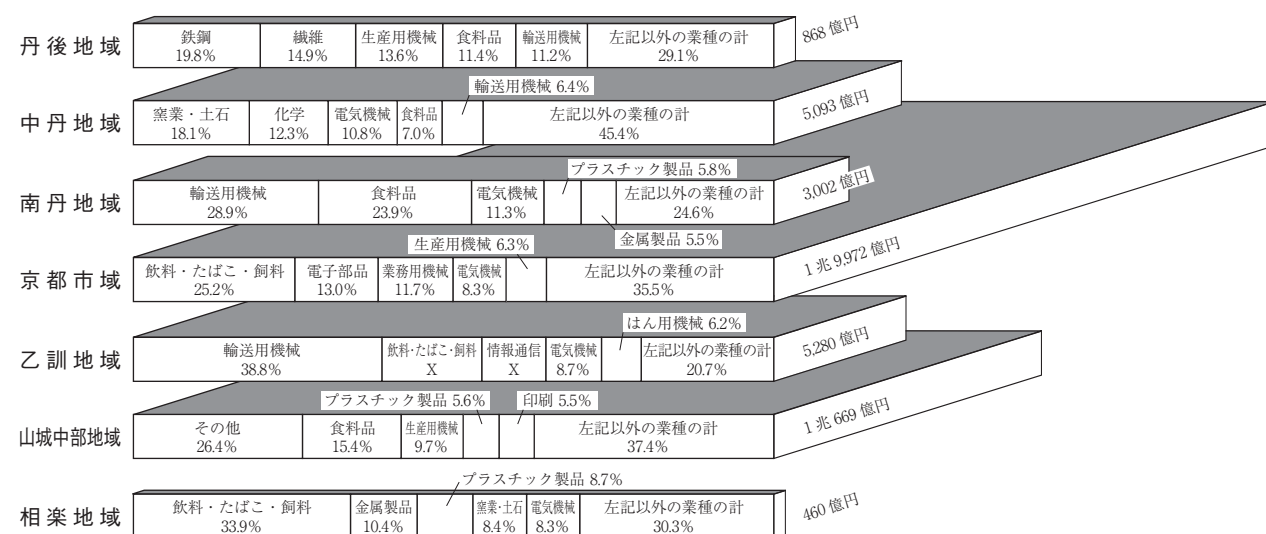 丹後地域
鉄鋼
19.8%
繊維
14.9%
生産用機械
13.6%
食料品
11.4%
輸送用機械
11.2%
左記以外の業種の計
29.1%
868 億円
輸送用機械 6.4%
中丹地域
窯業・土石
18.1%
化学
12.3%
電気機械
10.8%
食料品
7.0%
左記以外の業種の計
45.4%
5,093 億円
プラスチック製品 5.8%
南丹地域
輸送用機械
28.9%
食料品
23.9%
電気機械
11.3%
左記以外の業種の計
24.6%
3,002 億円
金属製品 5.5%
生産用機械 6.3%
京都市域
飲料・たばこ・飼料
25.2%
電子部品
13.0%
業務用機械
11.7%
電気機械
8.3%
左記以外の業種の計
35.5%
1 兆 9,972 億円
はん用機械 6.2%
乙訓地域
輸送用機械
38.8%
飲料・たばこ・飼料
X
情報通信
X
電気機械
8.7%
左記以外の業種の計
20.7%
5,280 億円
プラスチック製品 5.6%
印刷 5.5%
山城中部地域
その他
26.4%
食料品
15.4%
生産用機械
9.7%
左記以外の業種の計
37.4%
1 兆 669 億円
プラスチック製品 8.7%
相楽地域
飲料・たばこ・飼料
33.9%
金属製品
10.4%
窯業・土石
8.4%
電気機械
8.3%
左記以外の業種の計
30.3%
460 億円